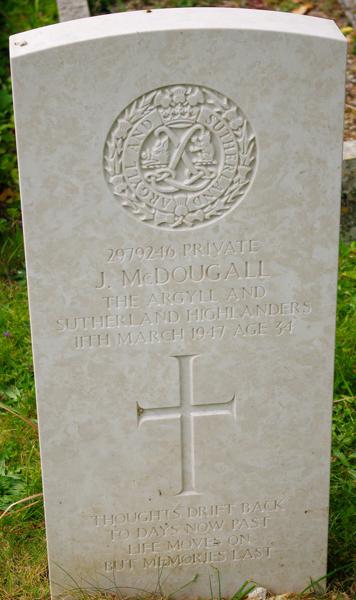 ARGYLL AND SUTHERLAND
2979246 PRIVATE
J. McDOUGALL
THE ARGYLL AND
SUTHERLAND HIGHLANDERS
11TH MARCH 1947 AGE 34
THOUGHTS DRIFT BACK
TO DAYS NOW PAST
LIFE MOVES ON
BUT MEMORIES LAST